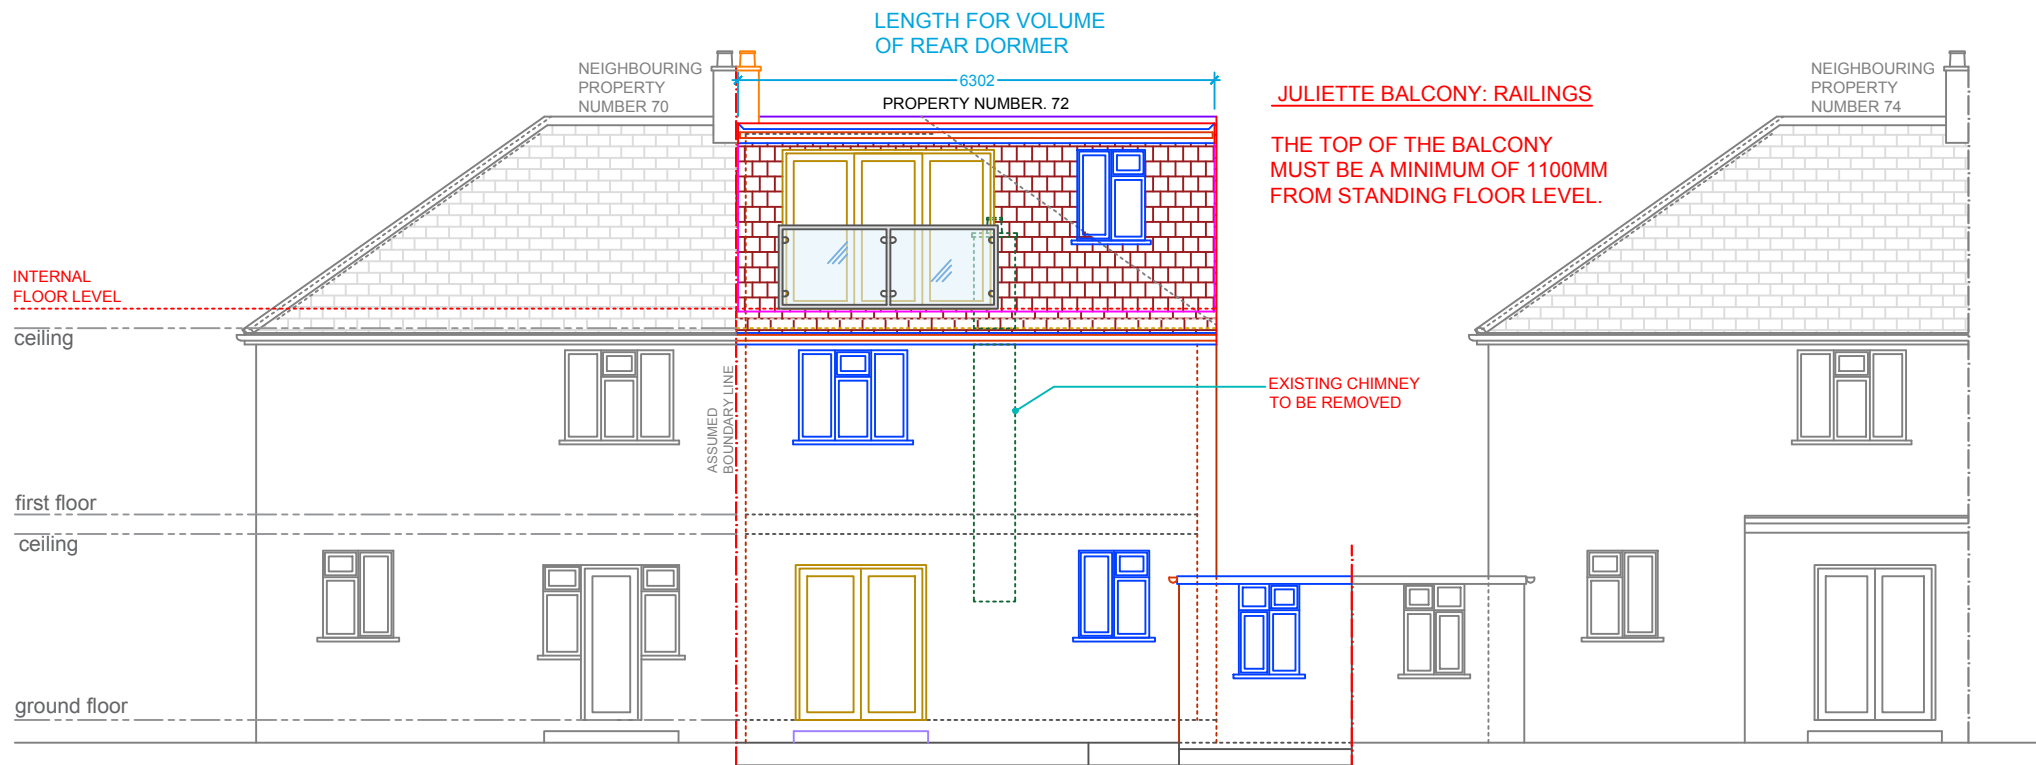 LENGTH FOR VOLUME
OF REAR DORMER
6302
PROPERTY NUMBER. 72
NEIGHBOURING
PROPERTY
NUMBER 70
JULIETTE BALCONY: RAILINGS
THE TOP OF THE BALCONY
MUST BE A MINIMUM OF 1100MM
FROM STANDING FLOOR LEVEL.
NEIGHBOURING
PROPERTY
NUMBER 74
INTERNAL
FLOOR LEVEL
ceiling
ASSUMED
BOUNDARY LINE
EXISTING CHIMNEY
TO BE REMOVED
first floor
ceiling
ground floor